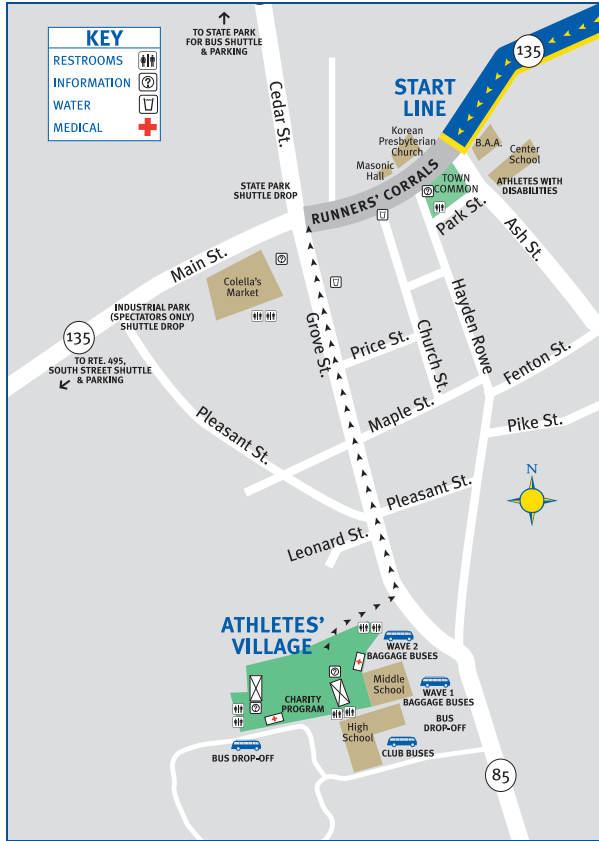 TO STATE PARK
FOR BUS SHUTTLE
& PARKING
KEY
RESTROOMS
INFORMATION
?
WATER
MEDICAL
135
START
LINE
Cedar St.
Korean
Presbyterian
Church
B.A.A.
Center
School
Masonic
Hall
ATHLETES WITH
DISABILITIES
TOWN
COMMON
?
STATE PARK
SHUTTLE DROP
RUNNERS' CORRALS
Park St.
Ash St.
Main St.
?
Colella's
Market
Hayden Rowe
INDUSTRIAL PARK
(SPECTATORS ONLY)
SHUTTLE DROP
Grove St.
135
Price St.
Church St.
TO RTE. 495,
SOUTH STREET SHUTTLE
& PARKING
Fenton St.
Maple St.
Pike St.
Pleasant St.
N
Pleasant St.
Leonard St.
ATHLETES'
VILLAGE
WAVE 2
BAGGAGE BUSES
?
Middle
School
WAVE 1
BAGGAGE BUSES
CHARITY
PROGRAM
?
BUS
DROP-OFF
High
School
BUS DROP-OFF
CLUB BUSES
85